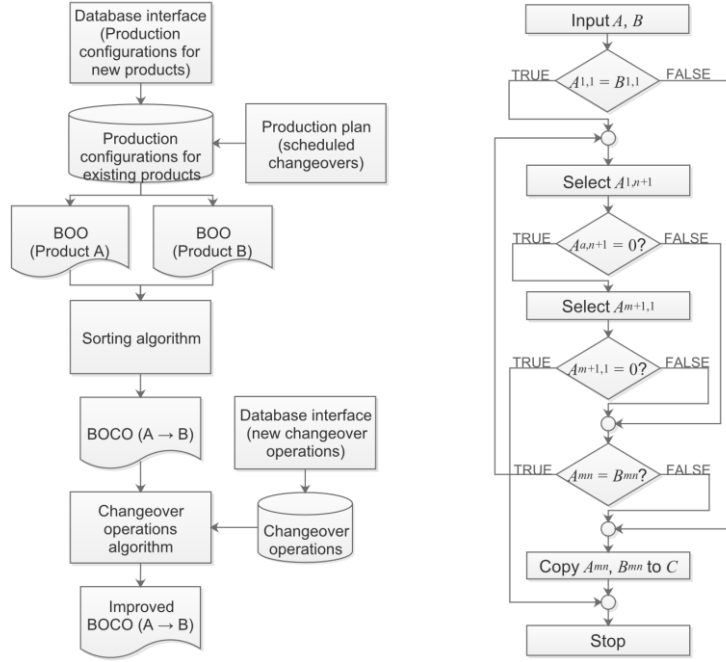 Database interface
(Production
configurations for
new products)
Production
configurations for
existing products
Production plan
(scheduled
changeovers)
BOO
(Product A)
BOO
(Product B)
Sorting algorithm
BOCO (A → B)
Database interface
(new changeover
operations)
Changeover
operations
algorithm
Changeover
operations
Improved
BOCO (A → B)
Input A, B
TRUE
A1,1 = B1,1
FALSE
Select A1,n+1
TRUE
Aa,n+1 = 0?
FALSE
Select Am+1,1
TRUE
Am+1,1 = 0?
FALSE
TRUE
Amn = Bmn?
FALSE
Copy Amn, Bmn to C
Stop